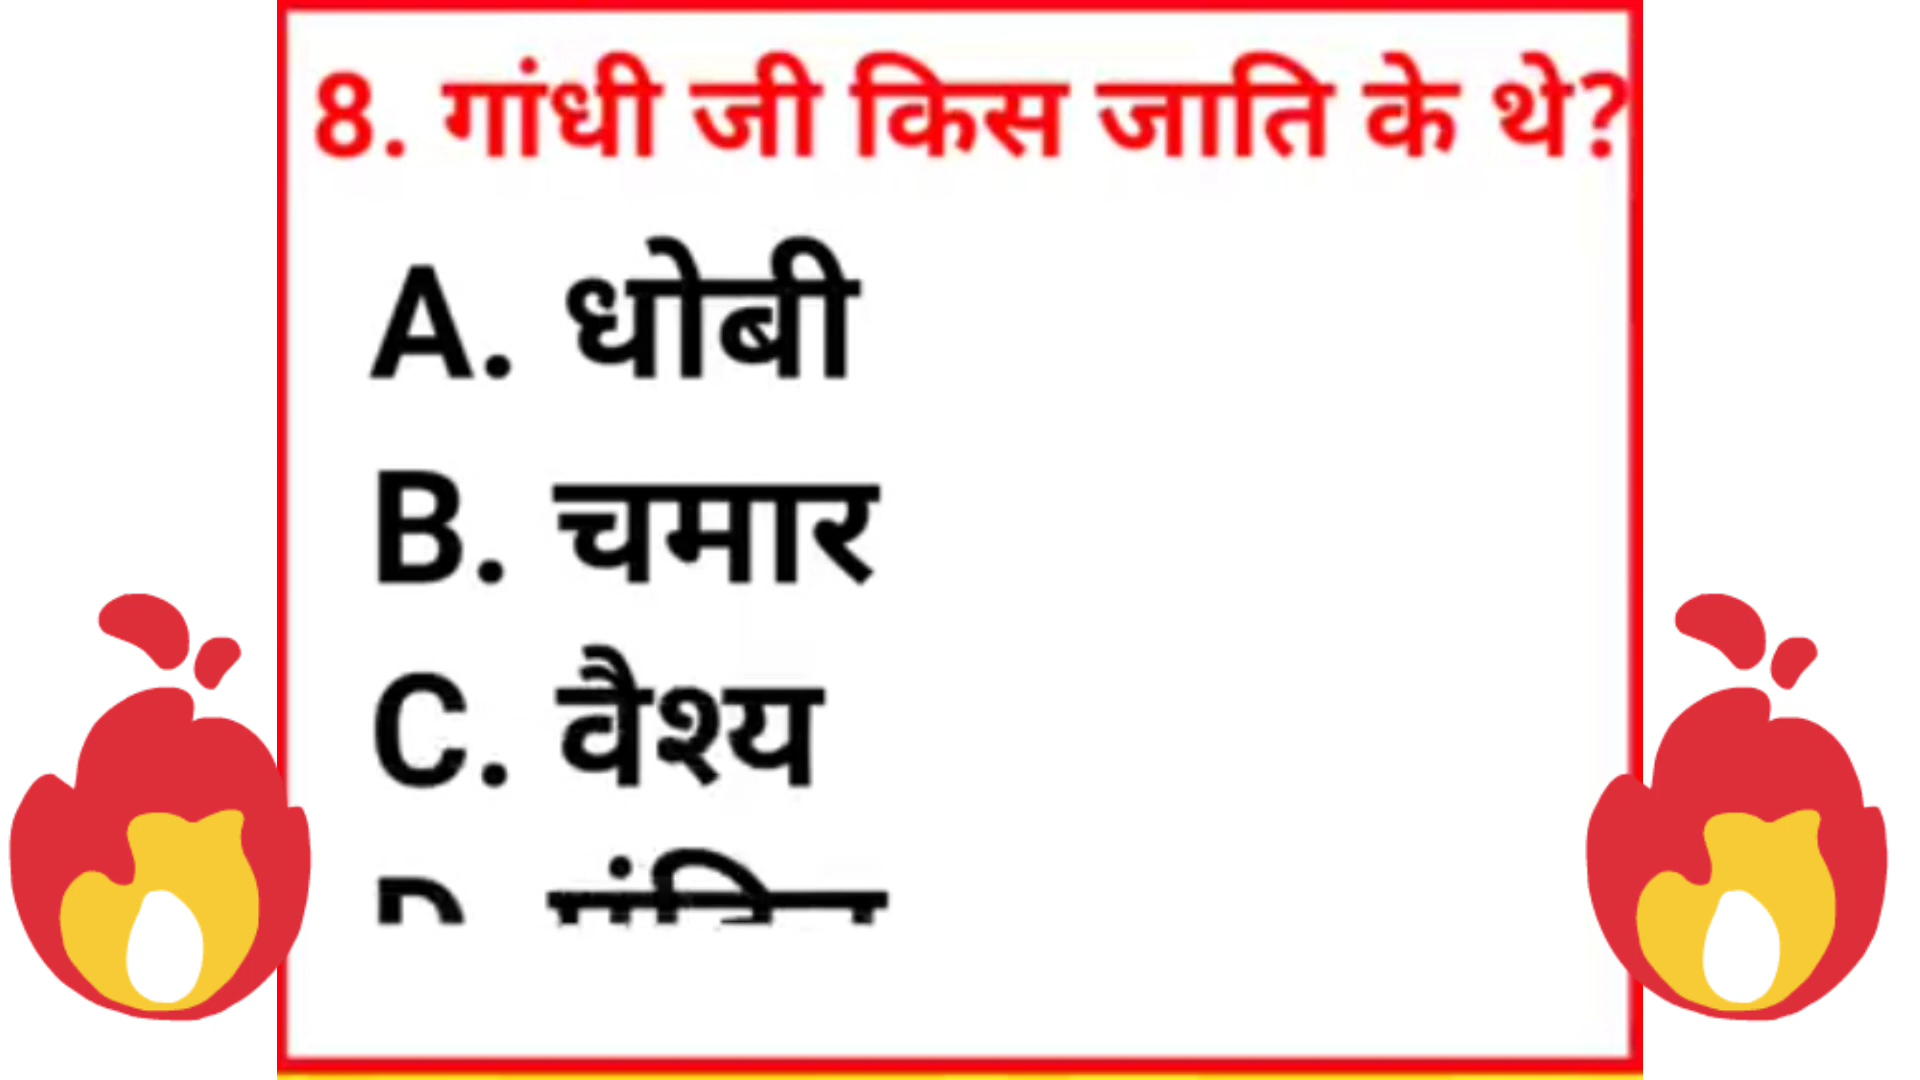 8. गांधी जी किस जाति के थे?
A. धोबी
B. चमार
C. वैश्य